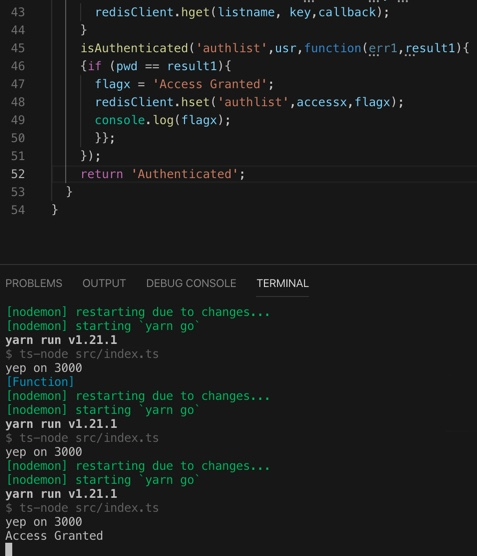 43 redisClient.hget(listname, key,callback);
44 }
45 isAuthenticated('authlist',usr,function(err1,result1){
46 {if (pwd == result1){
47 flagx = 'Access Granted';
48 redisClient.hset('authlist',accessx,flagx);
49 console.log(flagx);
50 }};
51 });
52 return 'Authenticated';
53 }
54 }
PROBLEMS OUTPUT DEBUG CONSOLE TERMINAL
[nodemon] restarting due to changes...
[nodemon] starting `yarn go`
yarn run v1.21.1
$ ts-node src/index.ts
yep on 3000
[Function]
[nodemon] restarting due to changes...
[nodemon] starting `yarn go`
yarn run v1.21.1
$ ts-node src/index.ts
yep on 3000
[nodemon] restarting due to changes...
[nodemon] starting `yarn go`
yarn run v1.21.1
$ ts-node src/index.ts
yep on 3000
Access Granted